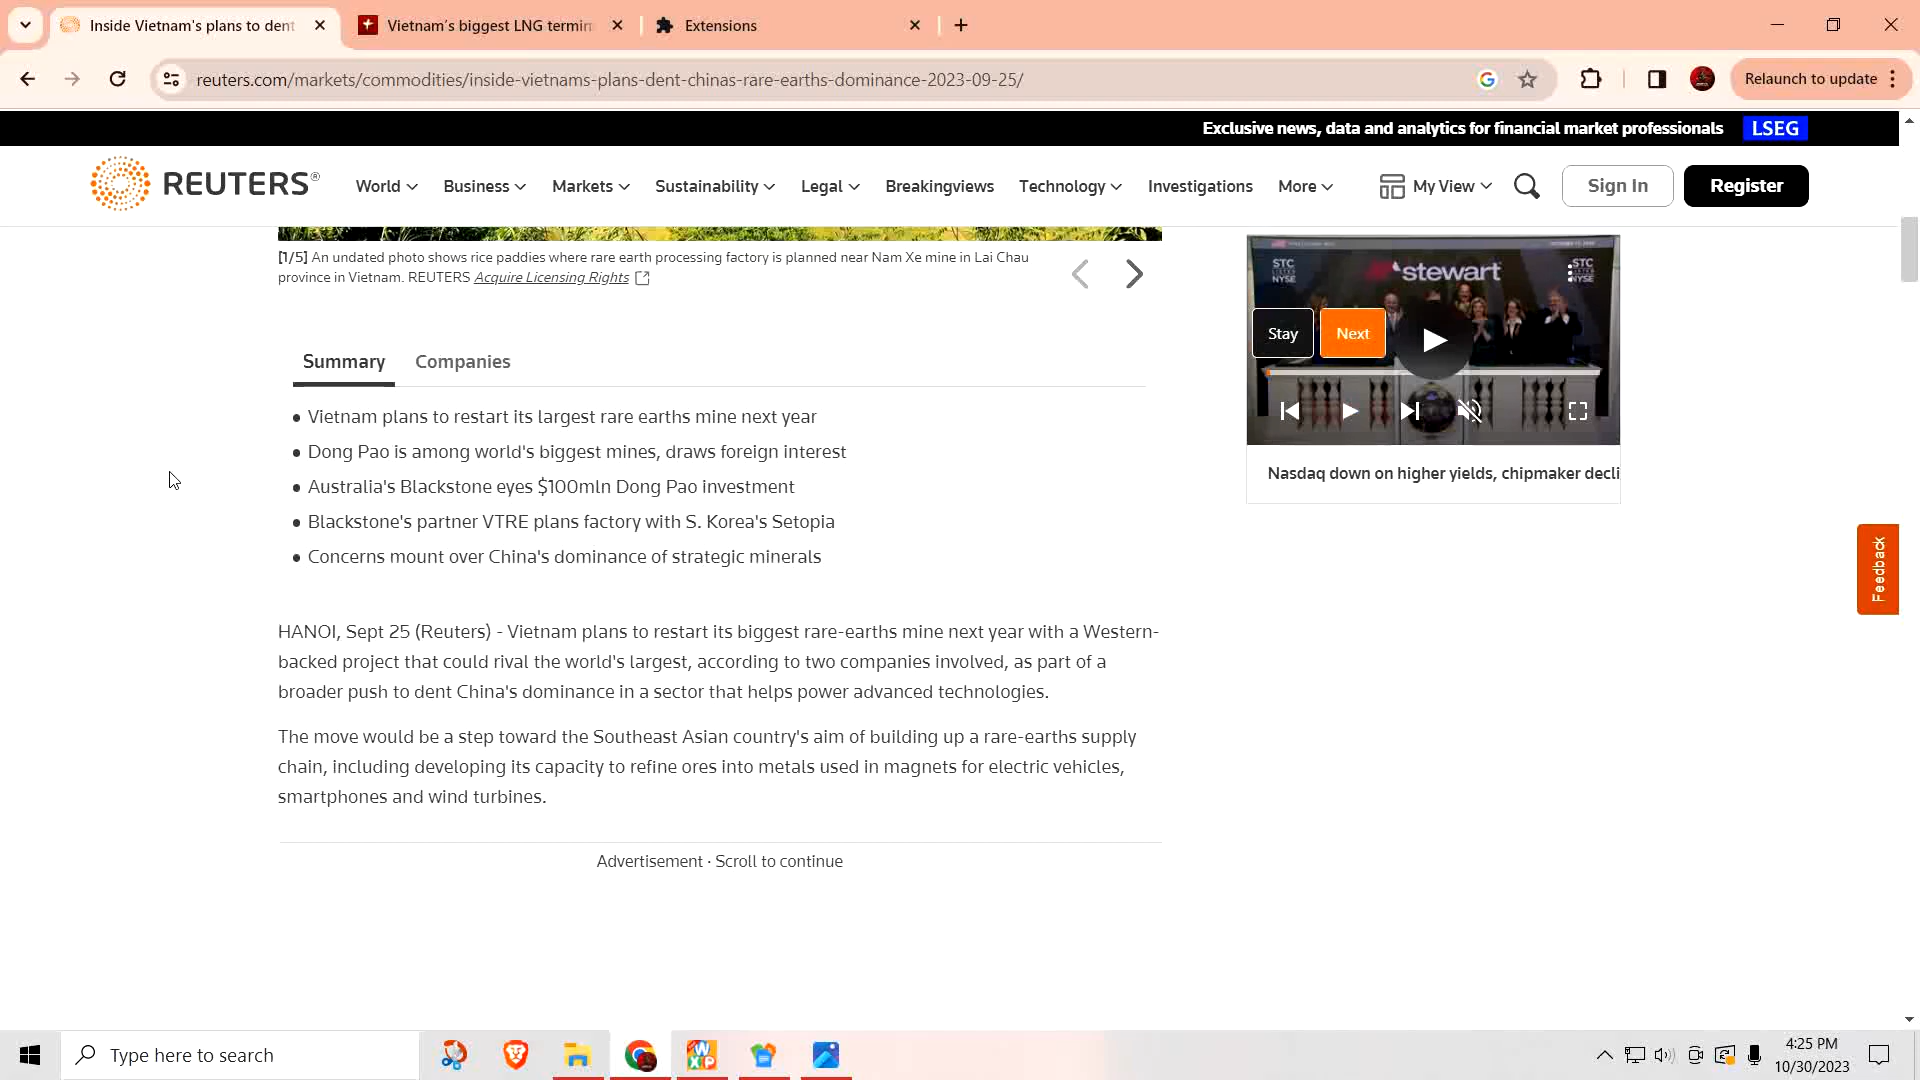 Inside Vietnam's plans to dent
Vietnam's biggest LNG termin
Extensions
reuters.com/markets/commodities/inside-vietnams-plans-dent-chinas-rare-earths-dominance-2023-09-25/
Relaunch to update
Exclusive news, data and analytics for financial market professionals
LSEG
REUTERS®
World
Business
Markets
Sustainability
Legal
Breakingviews
Technology
Investigations
More
My View
Sign In
Register
[1/5] An undated photo shows rice paddies where rare earth processing factory is planned near Nam Xe mine in Lai Chau
province in Vietnam. REUTERS Acquire Licensing Rights
STC
NYSE
stewart
STC
NYSE
Stay
Next
Nasdaq down on higher yields, chipmaker decli
Summary
Companies
• Vietnam plans to restart its largest rare earths mine next year
• Dong Pao is among world's biggest mines, draws foreign interest
• Australia's Blackstone eyes $100mln Dong Pao investment
• Blackstone's partner VTRE plans factory with S. Korea's Setopia
• Concerns mount over China's dominance of strategic minerals
Feedback
HANOI, Sept 25 (Reuters) - Vietnam plans to restart its biggest rare-earths mine next year with a Western-
backed project that could rival the world's largest, according to two companies involved, as part of a
broader push to dent China's dominance in a sector that helps power advanced technologies.
The move would be a step toward the Southeast Asian country's aim of building up a rare-earths supply
chain, including developing its capacity to refine ores into metals used in magnets for electric vehicles,
smartphones and wind turbines.
Advertisement · Scroll to continue
Type here to search
4:25 PM
10/30/2023